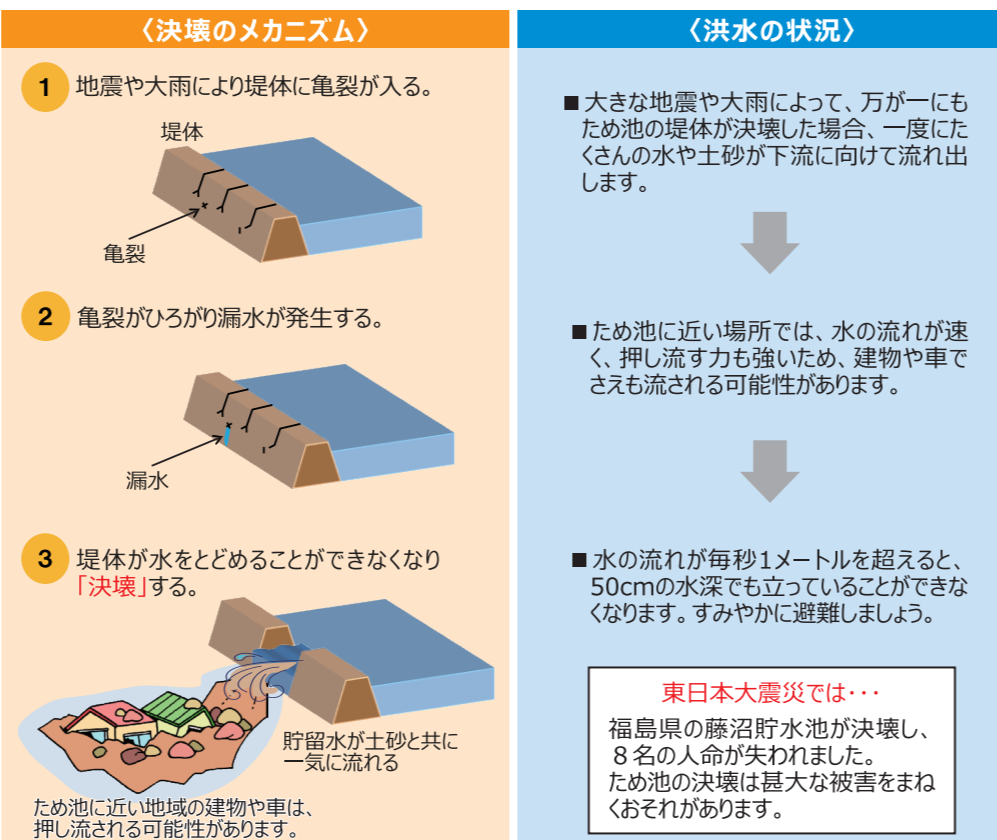 〈決壊のメカニズム〉
1 地震や大雨により堤体に亀裂が入る。
堤体
亀裂
2 亀裂がひろがり漏水が発生する。
漏水
3 堤体が水をとどめることができなくなり
「決壊」する。
貯留水が土砂と共に
一気に流れる
ため池に近い地域の建物や車は、
押し流される可能性があります。
〈洪水の状況〉
■大きな地震や大雨によって、万が一にも
ため池の堤体が決壊した場合、一度にた
くさんの水や土砂が下流に向けて流れ出
します。
■ため池に近い場所では、水の流れが速
く、押し流す力も強いため、建物や車で
さえも流される可能性があります。
■水の流れが毎秒1メートルを超えると、
50cmの水深でも立っていることができな
くなります。すみやかに避難しましょう。
東日本大震災では・・・
福島県の藤沼貯水池が決壊し、
８名の人命が失われました。
ため池の決壊は甚大な被害をまね
くおそれがあります。